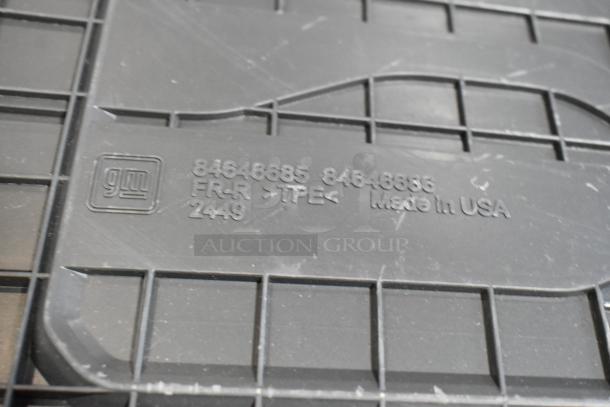 gm
84646685 84646686
FR-R >TPE< Made in USA
2449
AUCTION GROUP